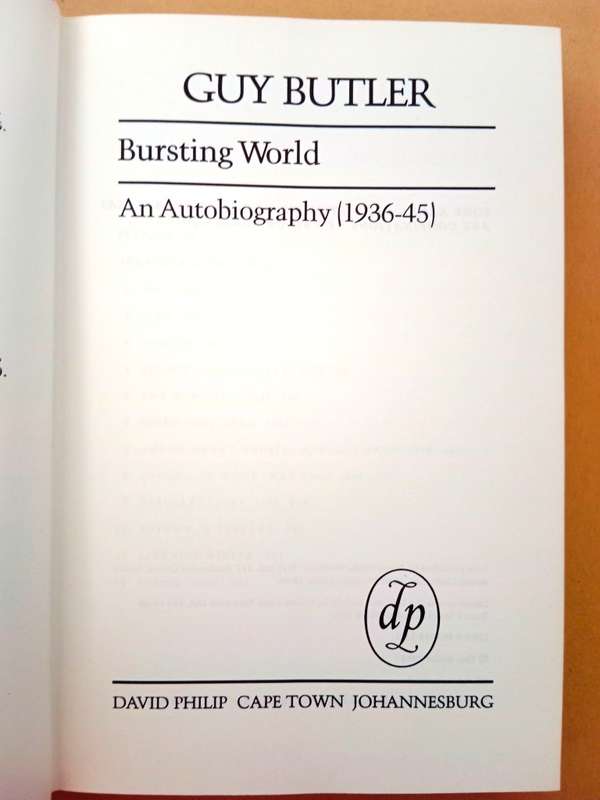 GUY BUTLER
Bursting World
An Autobiography (1936-45)
dp
DAVID PHILIP CAPE TOWN JOHANNESBURG